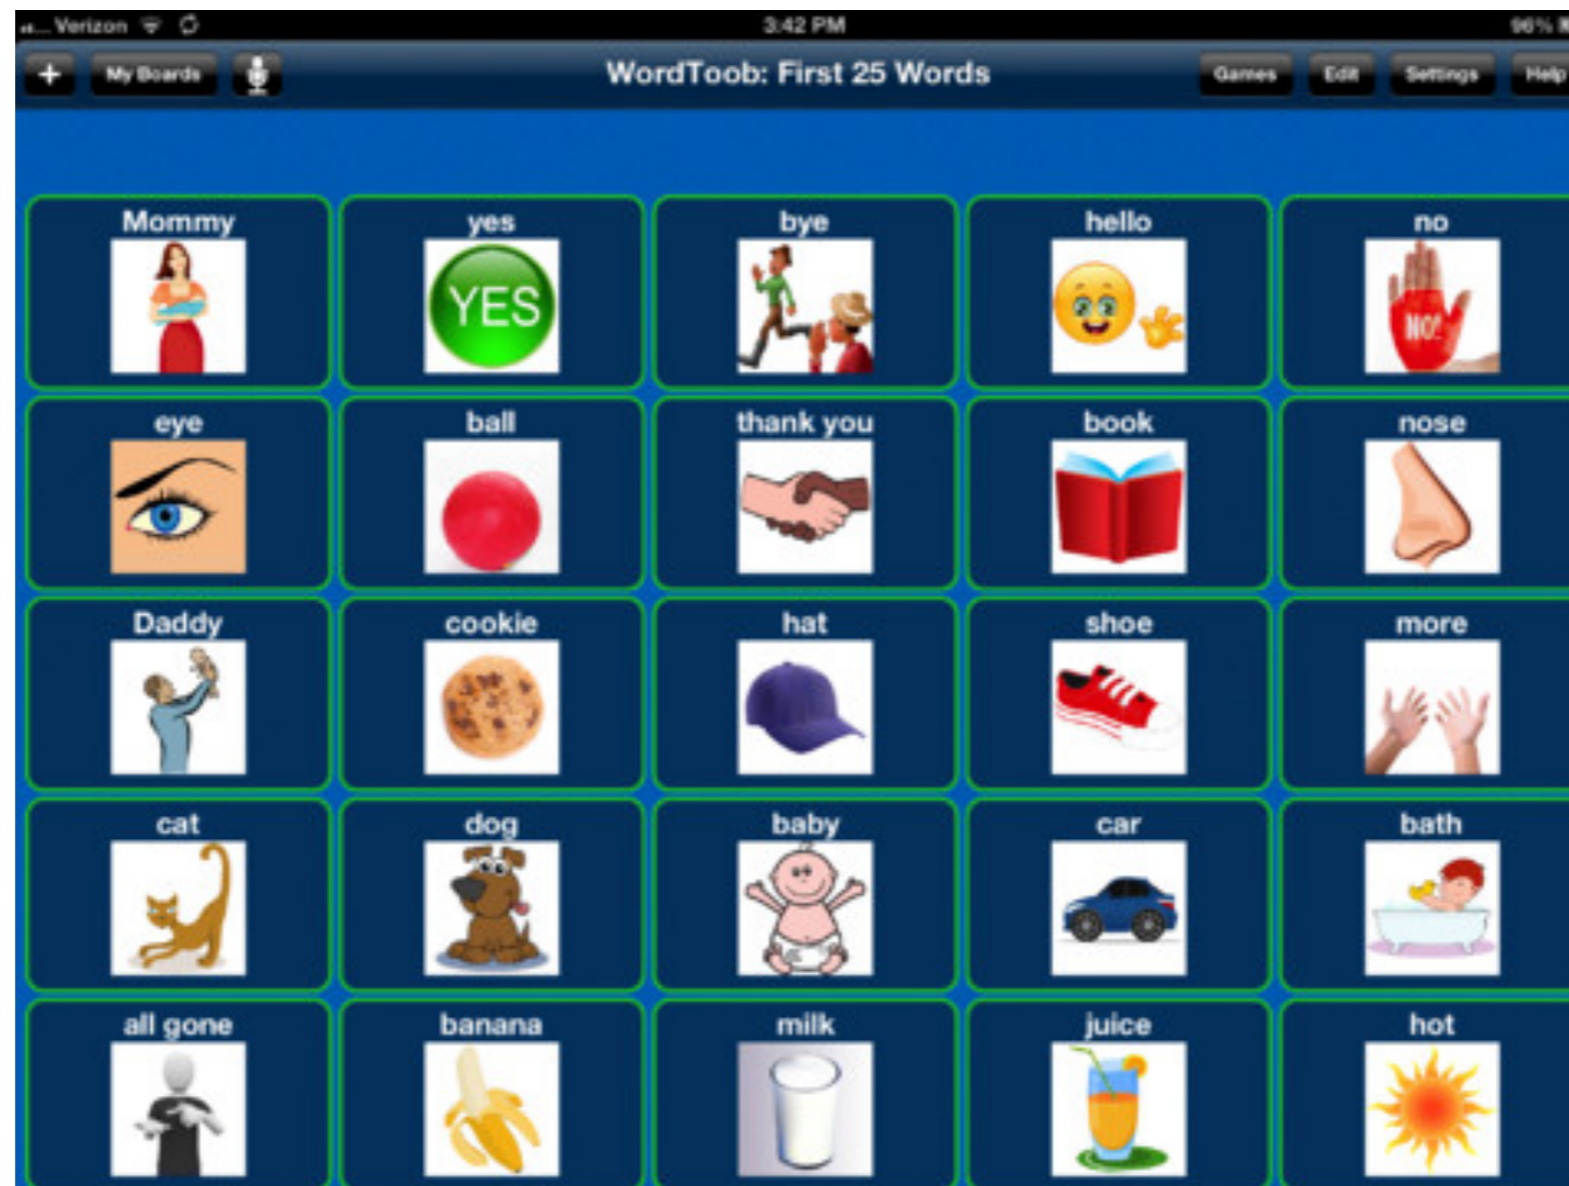 Verizon 3:42 PM 96%
+ My Boards WordToob: First 25 Words Games Edit Settings Help
Mommy yes bye hello no
YES NO!
eye ball thank you book nose
Daddy cookie hat shoe more
cat dog baby car bath
all gone banana milk juice hot